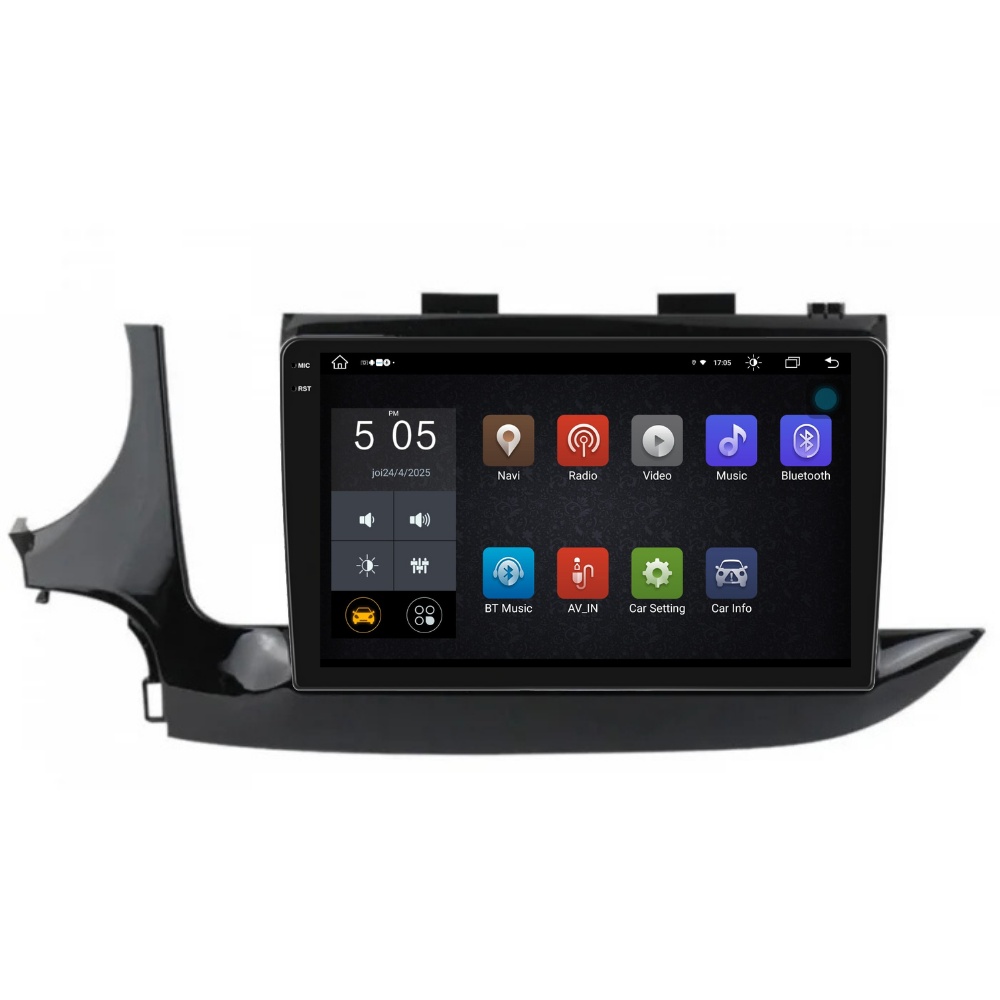 MIC
RST
17:05
PM
5 05
joi24/4/2025
Navi
Radio
Video
Music
Bluetooth
BT Music
AV_IN
Car Setting
Car Info